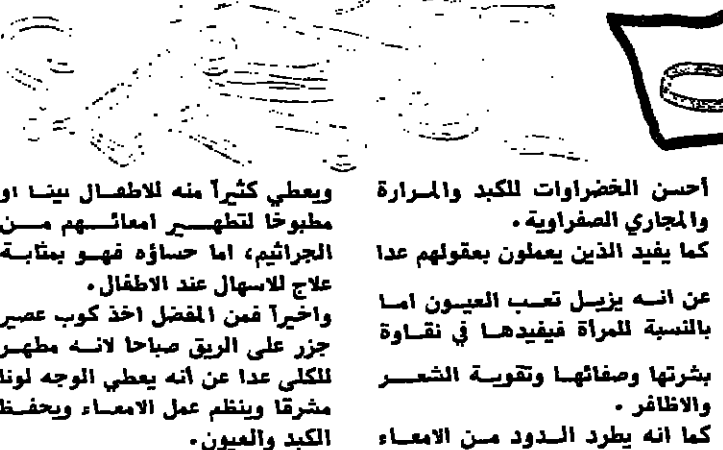 أحسن الخضراوات للكبد والمرارة
والمجاري الصفراوية.
كما يفيد الذين يعملون بعقولهم عدا
عن انه يزيل تعب العيون اما
بالنسبة للمرأة فيفيدها في نقاوة
بشرتها وصفائها وتقوية الشعر
والاظافر.
كما انه يطرد الدود من الامعاء
ويعطي كثيراً منه للاطفال نيئا او
مطبوخا لتطهير امعائهم من
الجراثيم، اما حساؤه فهو بمثابة
علاج للاسهال عند الاطفال.
واخيراً فمن المفضل اخذ كوب عصير
جزر على الريق صباحا لانه مطهر
للكلى عدا عن أنه يعطي الوجه لونا
مشرقا وينظم عمل الامعاء ويحفظ
الكبد والعيون.